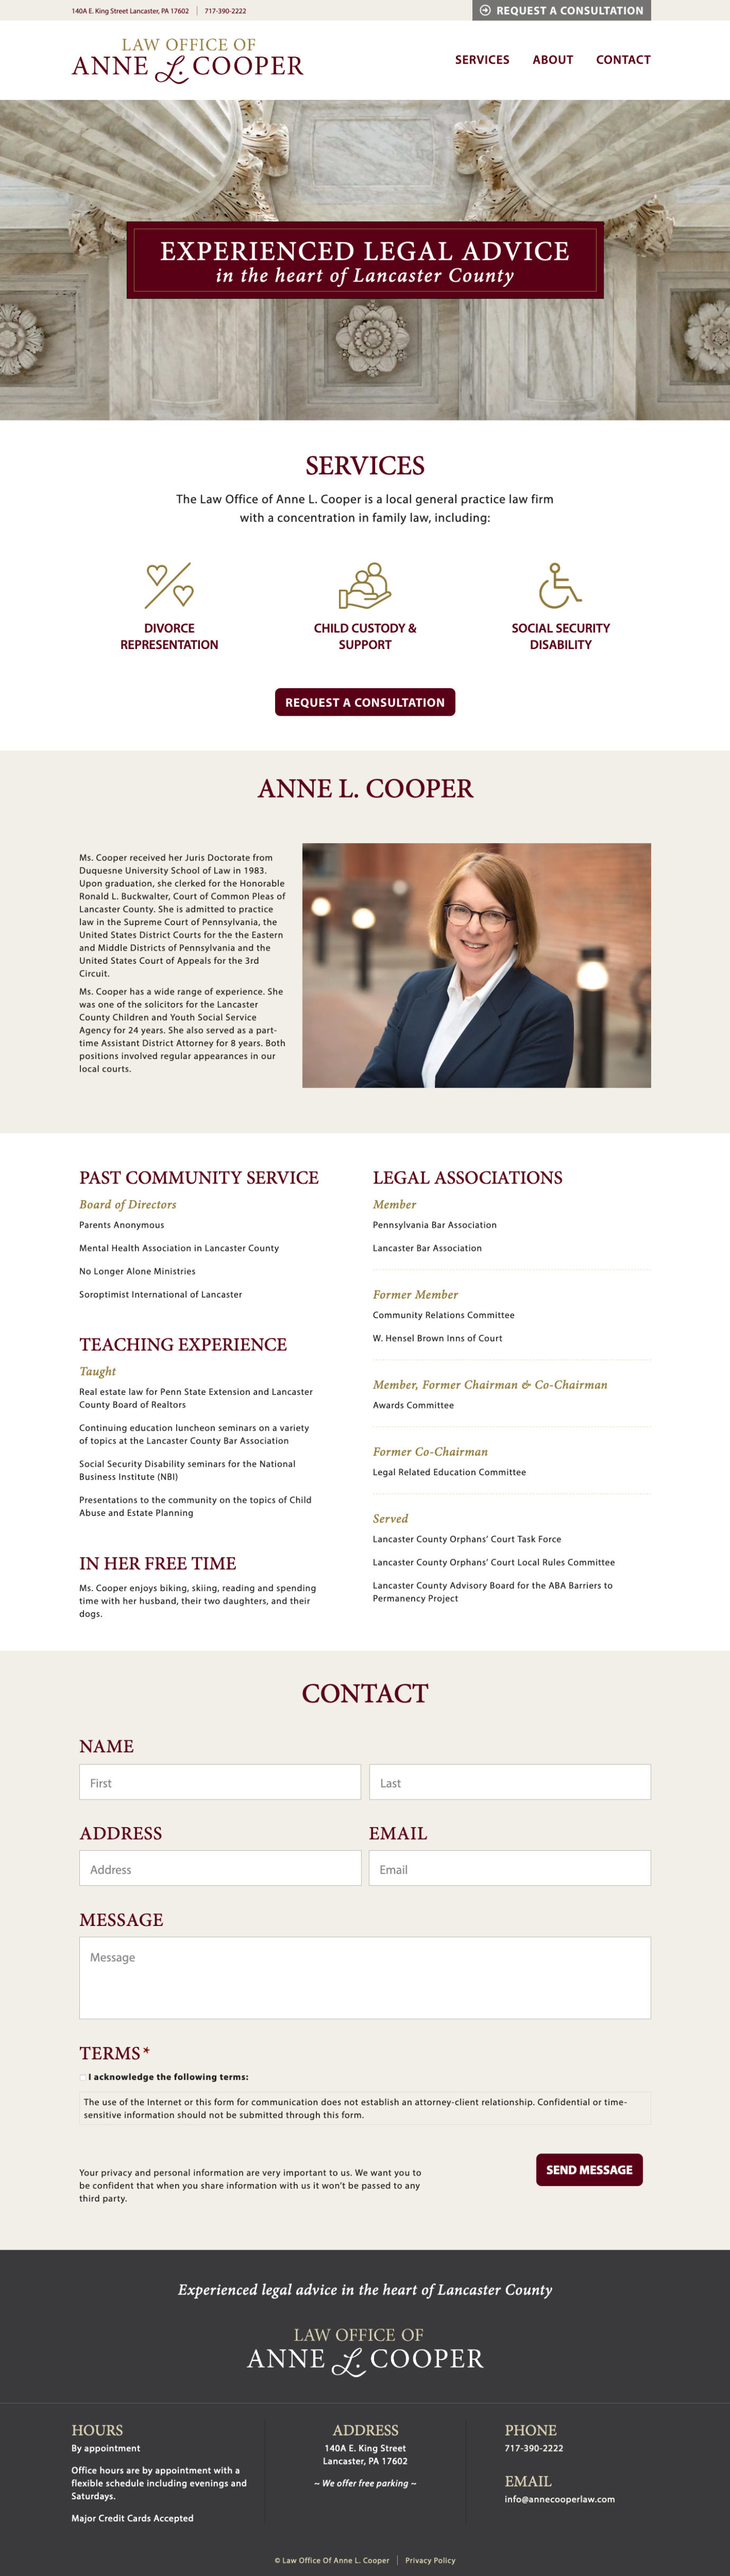 140A E. King Street Lancaster, PA 17602 | 717-390-2222
REQUEST A CONSULTATION
LAW OFFICE OF
ANNE L. COOPER
SERVICES ABOUT CONTACT
EXPERIENCED LEGAL ADVICE
in the heart of Lancaster County
SERVICES
The Law Office of Anne L. Cooper is a local general practice law firm
with a concentration in family law, including:
DIVORCE
REPRESENTATION
CHILD CUSTODY &
SUPPORT
SOCIAL SECURITY
DISABILITY
REQUEST A CONSULTATION
ANNE L. COOPER
Ms. Cooper received her Juris Doctorate from
Duquesne University School of Law in 1983.
Upon graduation, she clerked for the Honorable
Ronald L. Buckwalter, Court of Common Pleas of
Lancaster County. She is admitted to practice
law in the Supreme Court of Pennsylvania, the
United States District Courts for the the Eastern
and Middle Districts of Pennsylvania and the
United States Court of Appeals for the 3rd
Circuit.
Ms. Cooper has a wide range of experience. She
was one of the solicitors for the Lancaster
County Children and Youth Social Service
Agency for 24 years. She also served as a part-
time Assistant District Attorney for 8 years. Both
positions involved regular appearances in our
local courts.
PAST COMMUNITY SERVICE
Board of Directors
Parents Anonymous
Mental Health Association in Lancaster County
No Longer Alone Ministries
Soroptimist International of Lancaster
TEACHING EXPERIENCE
Taught
Real estate law for Penn State Extension and Lancaster
County Board of Realtors
Continuing education luncheon seminars on a variety
of topics at the Lancaster County Bar Association
Social Security Disability seminars for the National
Business Institute (NBI)
Presentations to the community on the topics of Child
Abuse and Estate Planning
IN HER FREE TIME
Ms. Cooper enjoys biking, skiing, reading and spending
time with her husband, their two daughters, and their
dogs.
LEGAL ASSOCIATIONS
Member
Pennsylvania Bar Association
Lancaster Bar Association
Former Member
Community Relations Committee
W. Hensel Brown Inns of Court
Member, Former Chairman & Co-Chairman
Awards Committee
Former Co-Chairman
Legal Related Education Committee
Served
Lancaster County Orphans' Court Task Force
Lancaster County Orphans' Court Local Rules Committee
Lancaster County Advisory Board for the ABA Barriers to
Permanency Project
CONTACT
NAME
First
Last
ADDRESS
EMAIL
Address
Email
MESSAGE
Message
TERMS*
I acknowledge the following terms:
The use of the Internet or this form for communication does not establish an attorney-client relationship. Confidential or time-
sensitive information should not be submitted through this form.
Your privacy and personal information are very important to us. We want you to
be confident that when you share information with us it won't be passed to any
third party.
SEND MESSAGE
Experienced legal advice in the heart of Lancaster County
LAW OFFICE OF
ANNE L. COOPER
HOURS
By appointment
Office hours are by appointment with a
flexible schedule including evenings and
Saturdays.
Major Credit Cards Accepted
ADDRESS
140A E. King Street
Lancaster, PA 17602
~ We offer free parking ~
PHONE
717-390-2222
EMAIL
info@annecooperlaw.com
© Law Office Of Anne L. Cooper | Privacy Policy